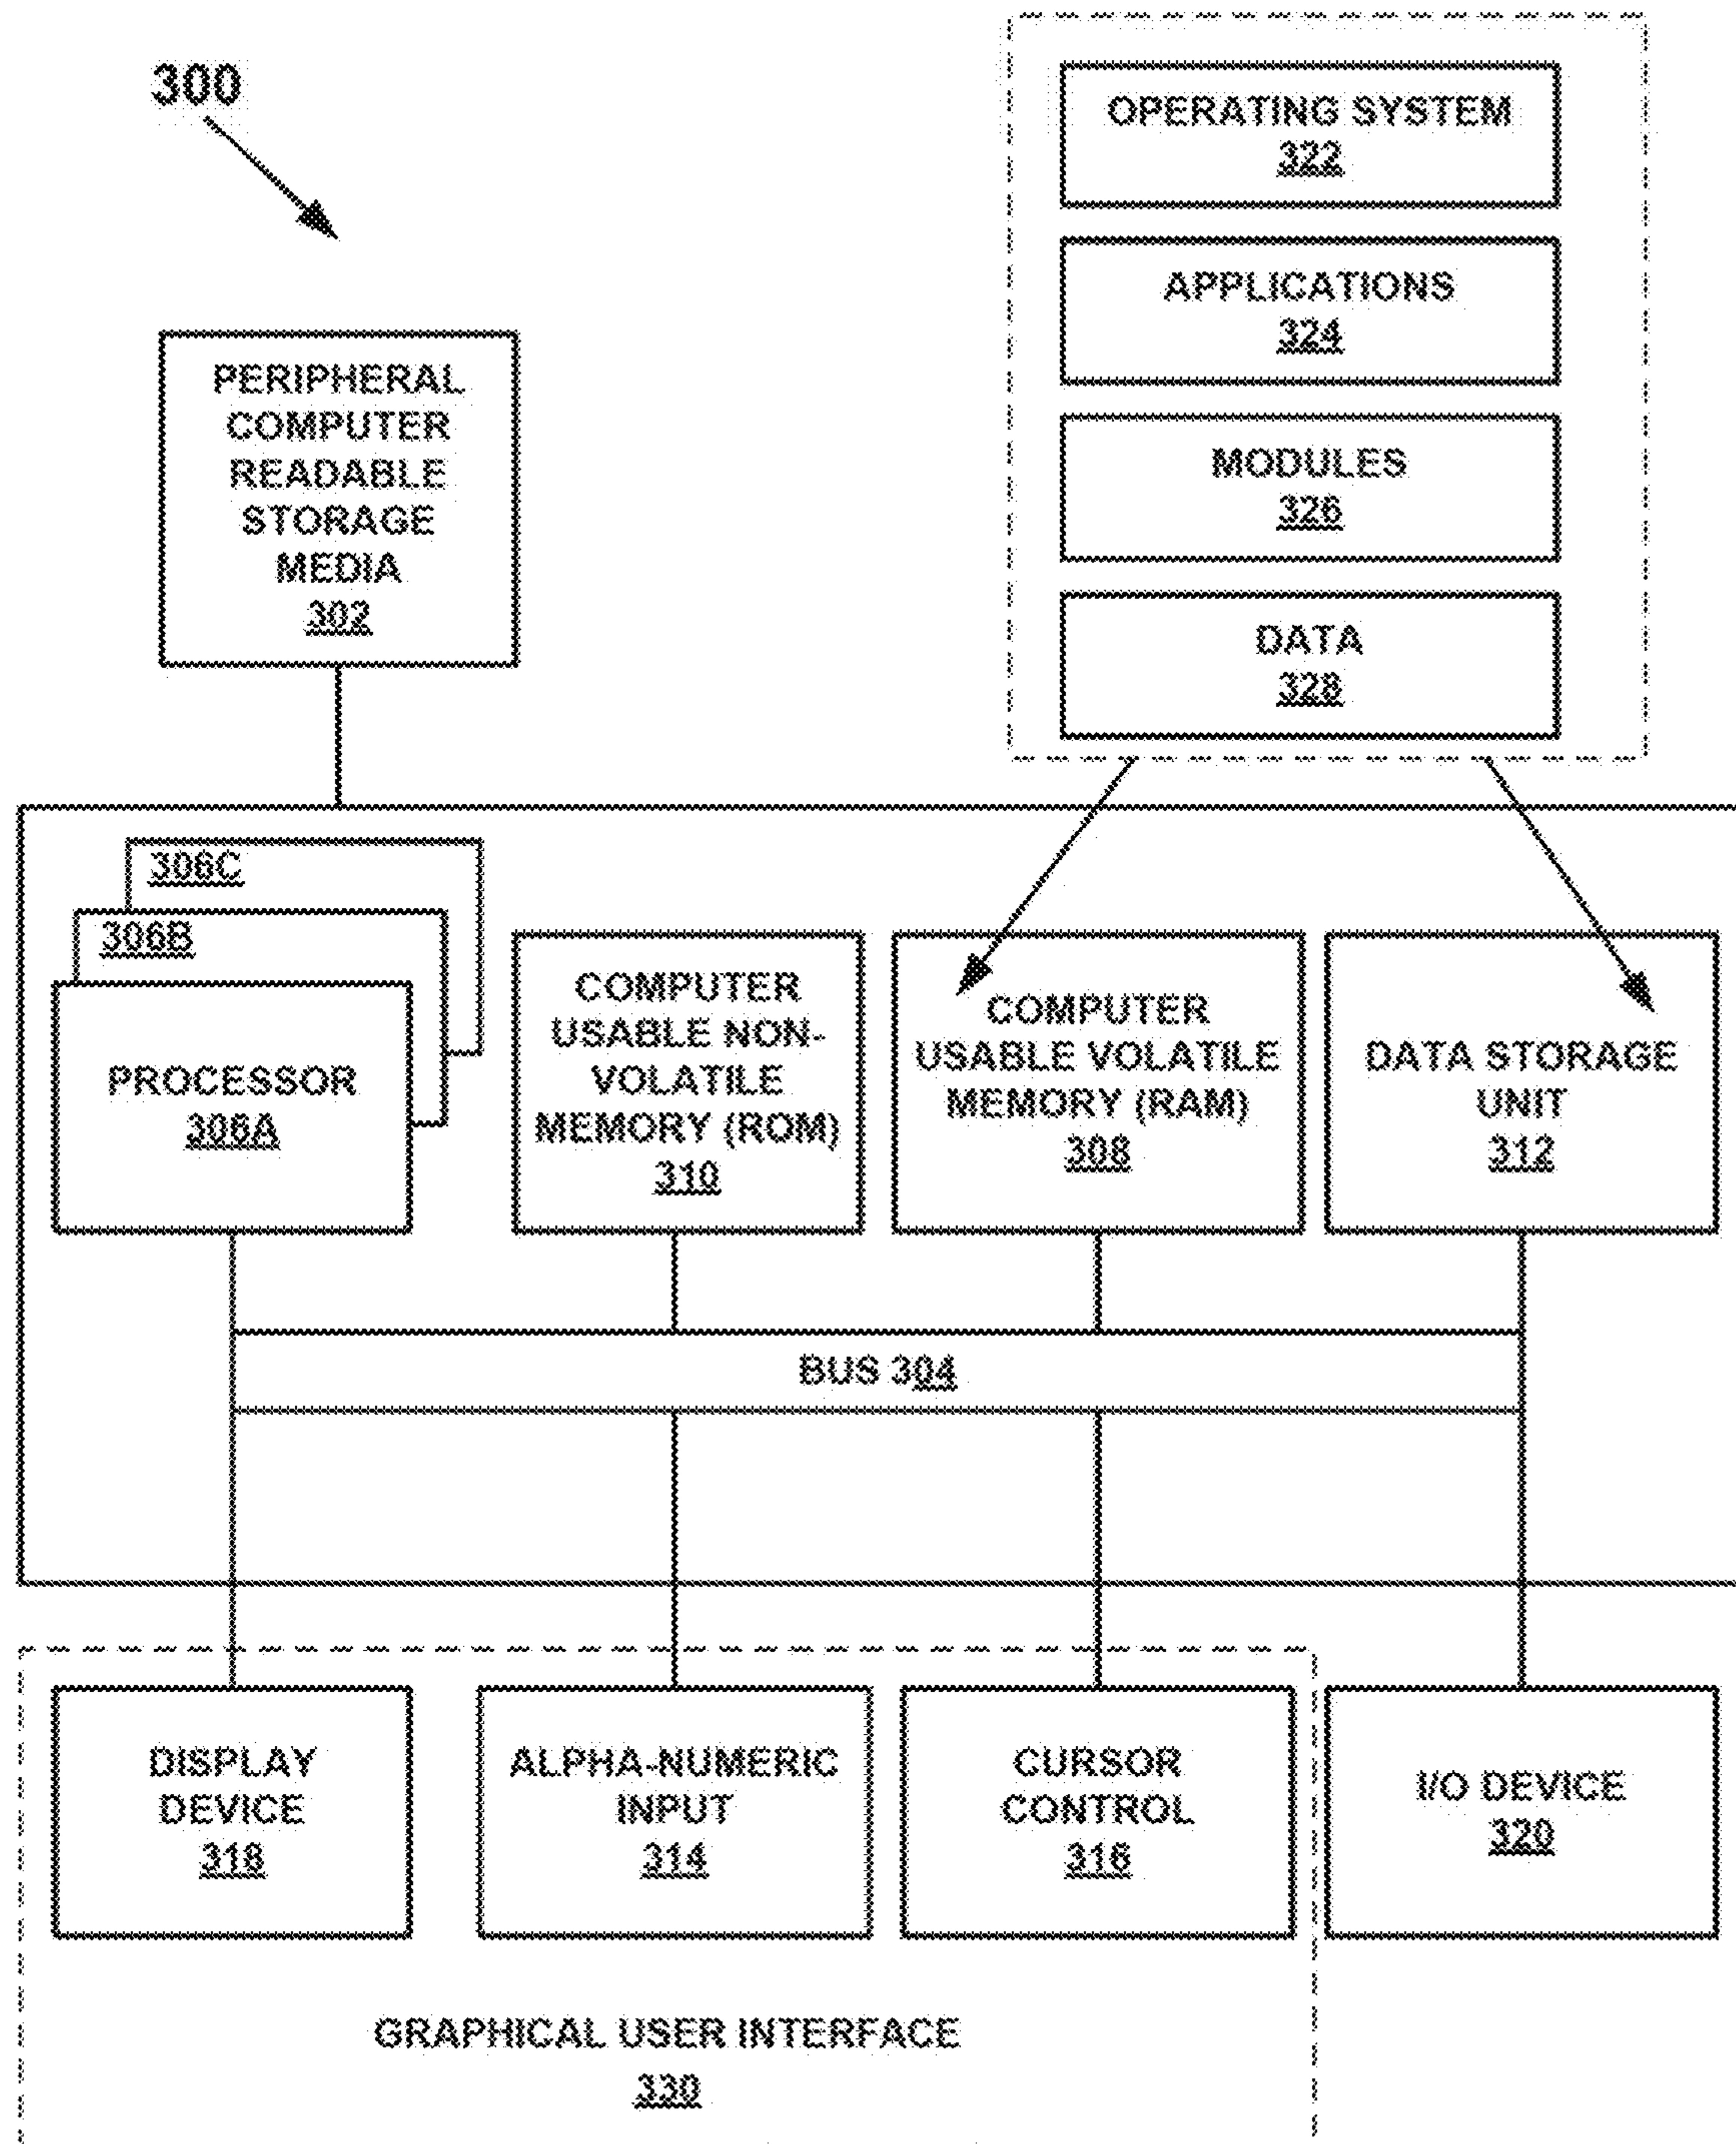 300
OPERATING SYSTEM
322
APPLICATIONS
324
MODULES
326
DATA
328
PERIPHERAL
COMPUTER
READABLE
STORAGE
MEDIA
302
306C
306B
PROCESSOR
306A
COMPUTER
USABLE NON-
VOLATILE
MEMORY (ROM)
310
COMPUTER
USABLE VOLATILE
MEMORY (RAM)
308
DATA STORAGE
UNIT
312
BUS 304
DISPLAY
DEVICE
318
ALPHA-NUMERIC
INPUT
314
CURSOR
CONTROL
316
I/O DEVICE
320
GRAPHICAL USER INTERFACE
330